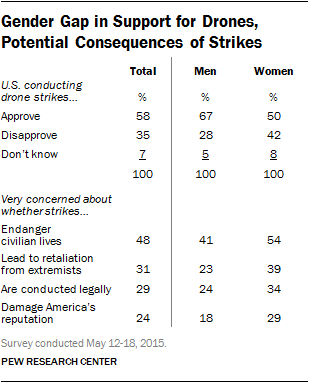 Gender Gap in Support for Drones,
Potential Consequences of Strikes
Total Men Women
U.S. conducting
drone strikes... % % %
Approve 58 67 50
Disapprove 35 28 42
Don't know 7 5 8
100 100 100
Very concerned about
whether strikes...
Endanger
civilian lives 48 41 54
Lead to retaliation
from extremists 31 23 39
Are conducted legally 29 24 34
Damage America's
reputation 24 18 29
Survey conducted May 12-18, 2015.
PEW RESEARCH CENTER